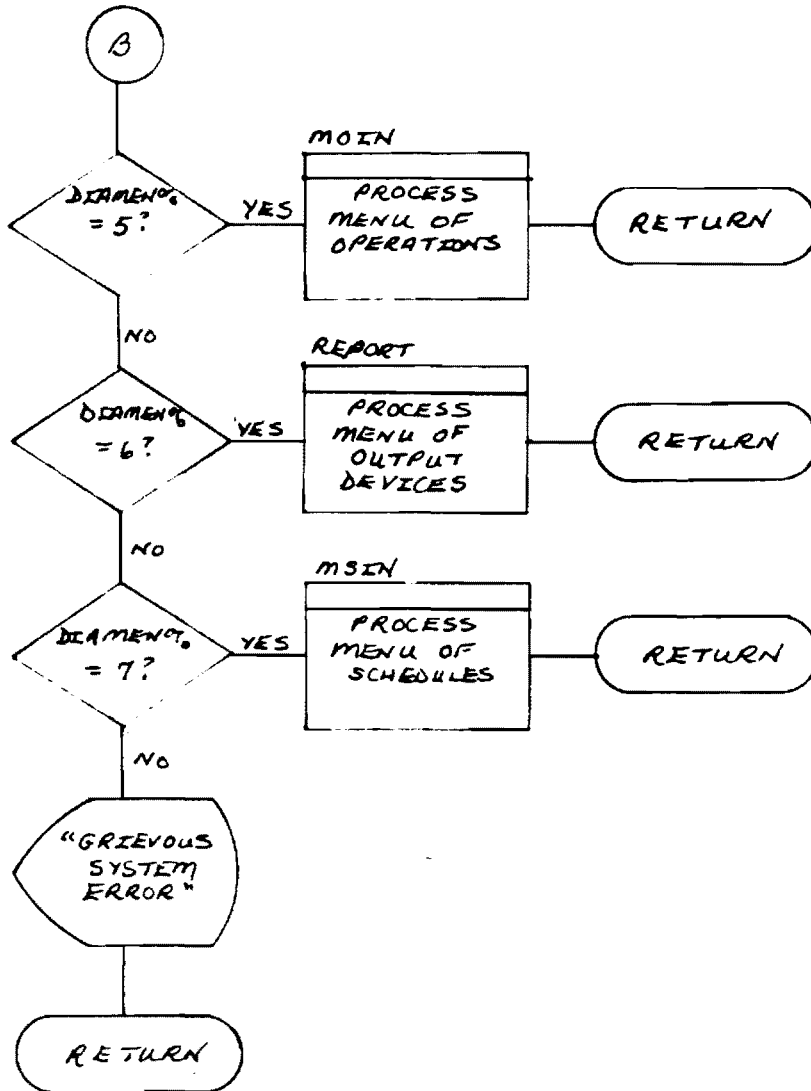 B
DIAMEN%
= 5?
YES
MOIN
PROCESS
MENU OF
OPERATIONS
RETURN
NO
DIAMEN%
= 6?
YES
REPORT
PROCESS
MENU OF
OUTPUT
DEVICES
RETURN
NO
DIAMEN%
= 7?
YES
MSIN
PROCESS
MENU OF
SCHEDULES
RETURN
NO
"GRIEVOUS
SYSTEM
ERROR"
RETURN